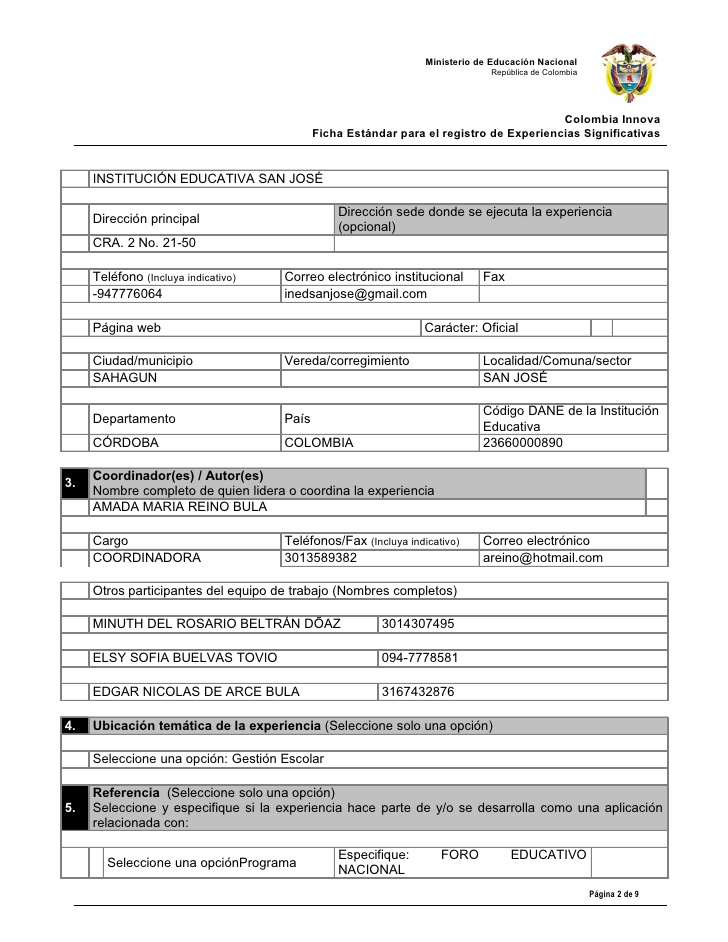 Ministerio de Educación Nacional
República de Colombia
Colombia Innova
Ficha Estándar para el registro de Experiencias Significativas
INSTITUCIÓN EDUCATIVA SAN JOSÉ
Dirección principal
Dirección sede donde se ejecuta la experiencia
(opcional)
CRA. 2 No. 21-50
Teléfono (Incluya indicativo) Correo electrónico institucional Fax
-947776064 inedsanjose@gmail.com
Página web Carácter: Oficial
Ciudad/municipio Vereda/corregimiento Localidad/Comuna/sector
SAHAGUN SAN JOSÉ
Departamento País
Código DANE de la Institución
Educativa
CÓRDOBA COLOMBIA 23660000890
3.
Coordinador(es) / Autor(es)
Nombre completo de quien lidera o coordina la experiencia
AMADA MARIA REINO BULA
Cargo Teléfonos/Fax (Incluya indicativo) Correo electrónico
COORDINADORA 3013589382 areino@hotmail.com
Otros participantes del equipo de trabajo (Nombres completos)
MINUTH DEL ROSARIO BELTRÁN DÕAZ 3014307495
ELSY SOFIA BUELVAS TOVIO 094-7778581
EDGAR NICOLAS DE ARCE BULA 3167432876
4. Ubicación temática de la experiencia (Seleccione solo una opción)
Seleccione una opción: Gestión Escolar
5.
Referencia (Seleccione solo una opción)
Seleccione y especifique si la experiencia hace parte de y/o se desarrolla como una aplicación
relacionada con:
Seleccione una opciónPrograma
Especifique: FORO EDUCATIVO
NACIONAL
Página 2 de 9